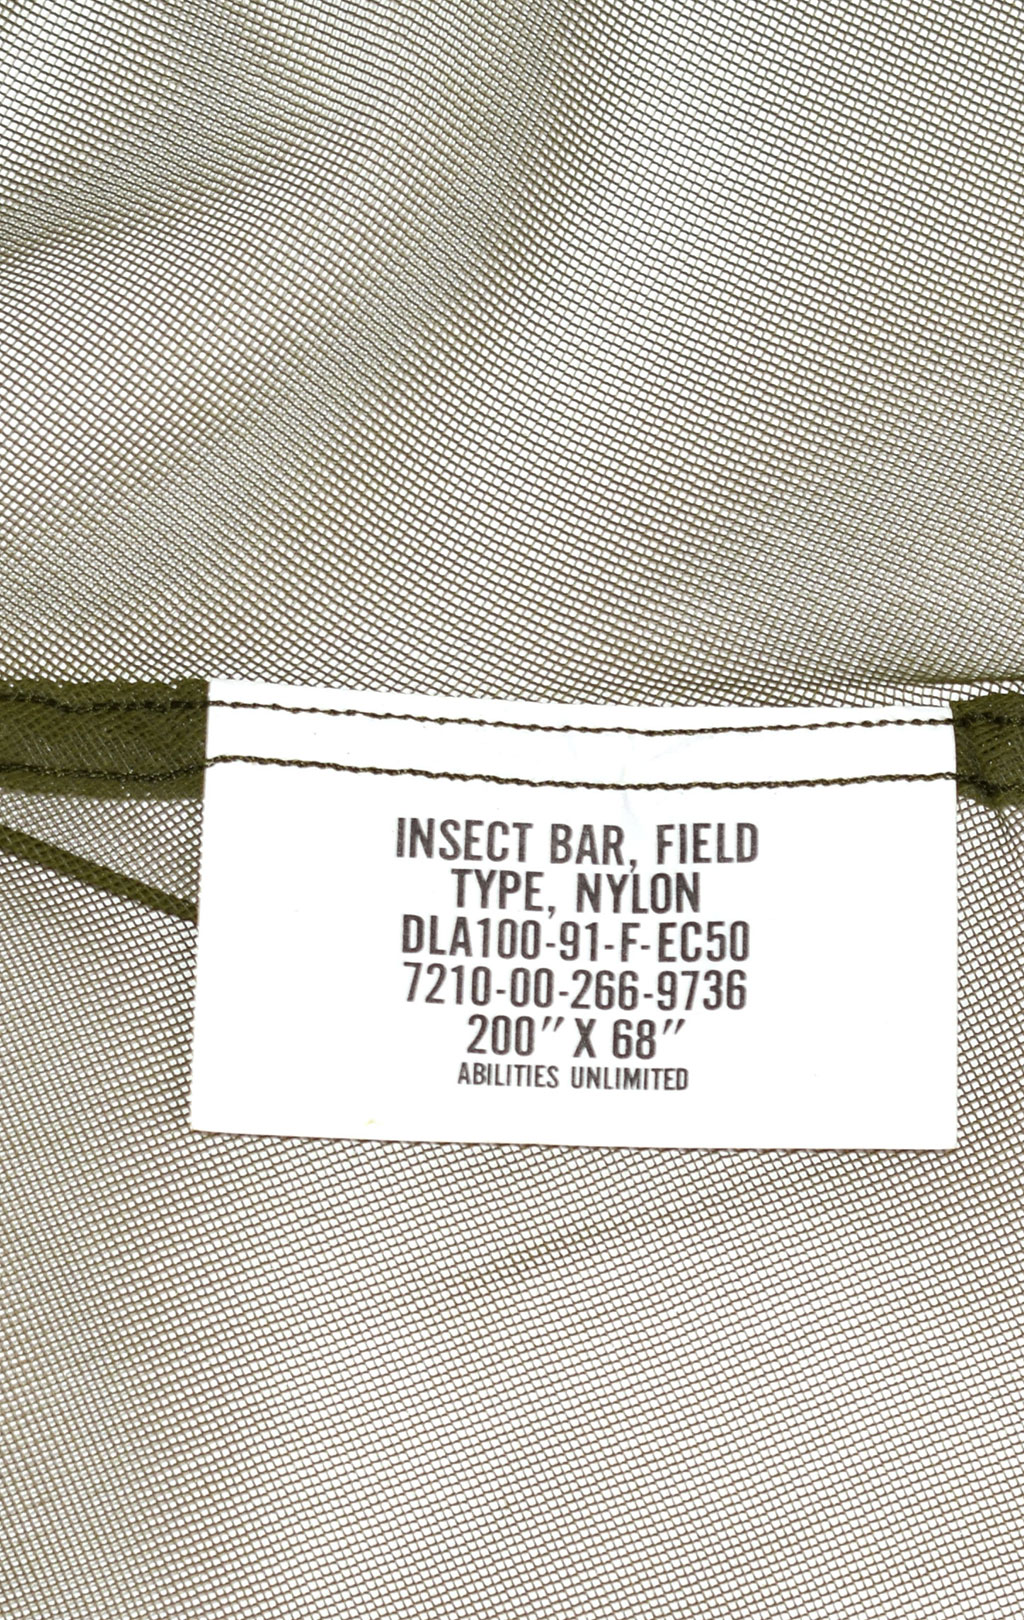 INSECT BAR, FIELD
TYPE, NYLON
DLA100-91-F-EC50
7210-00-266-9736
200" X 68"
ABILITIES UNLIMITED